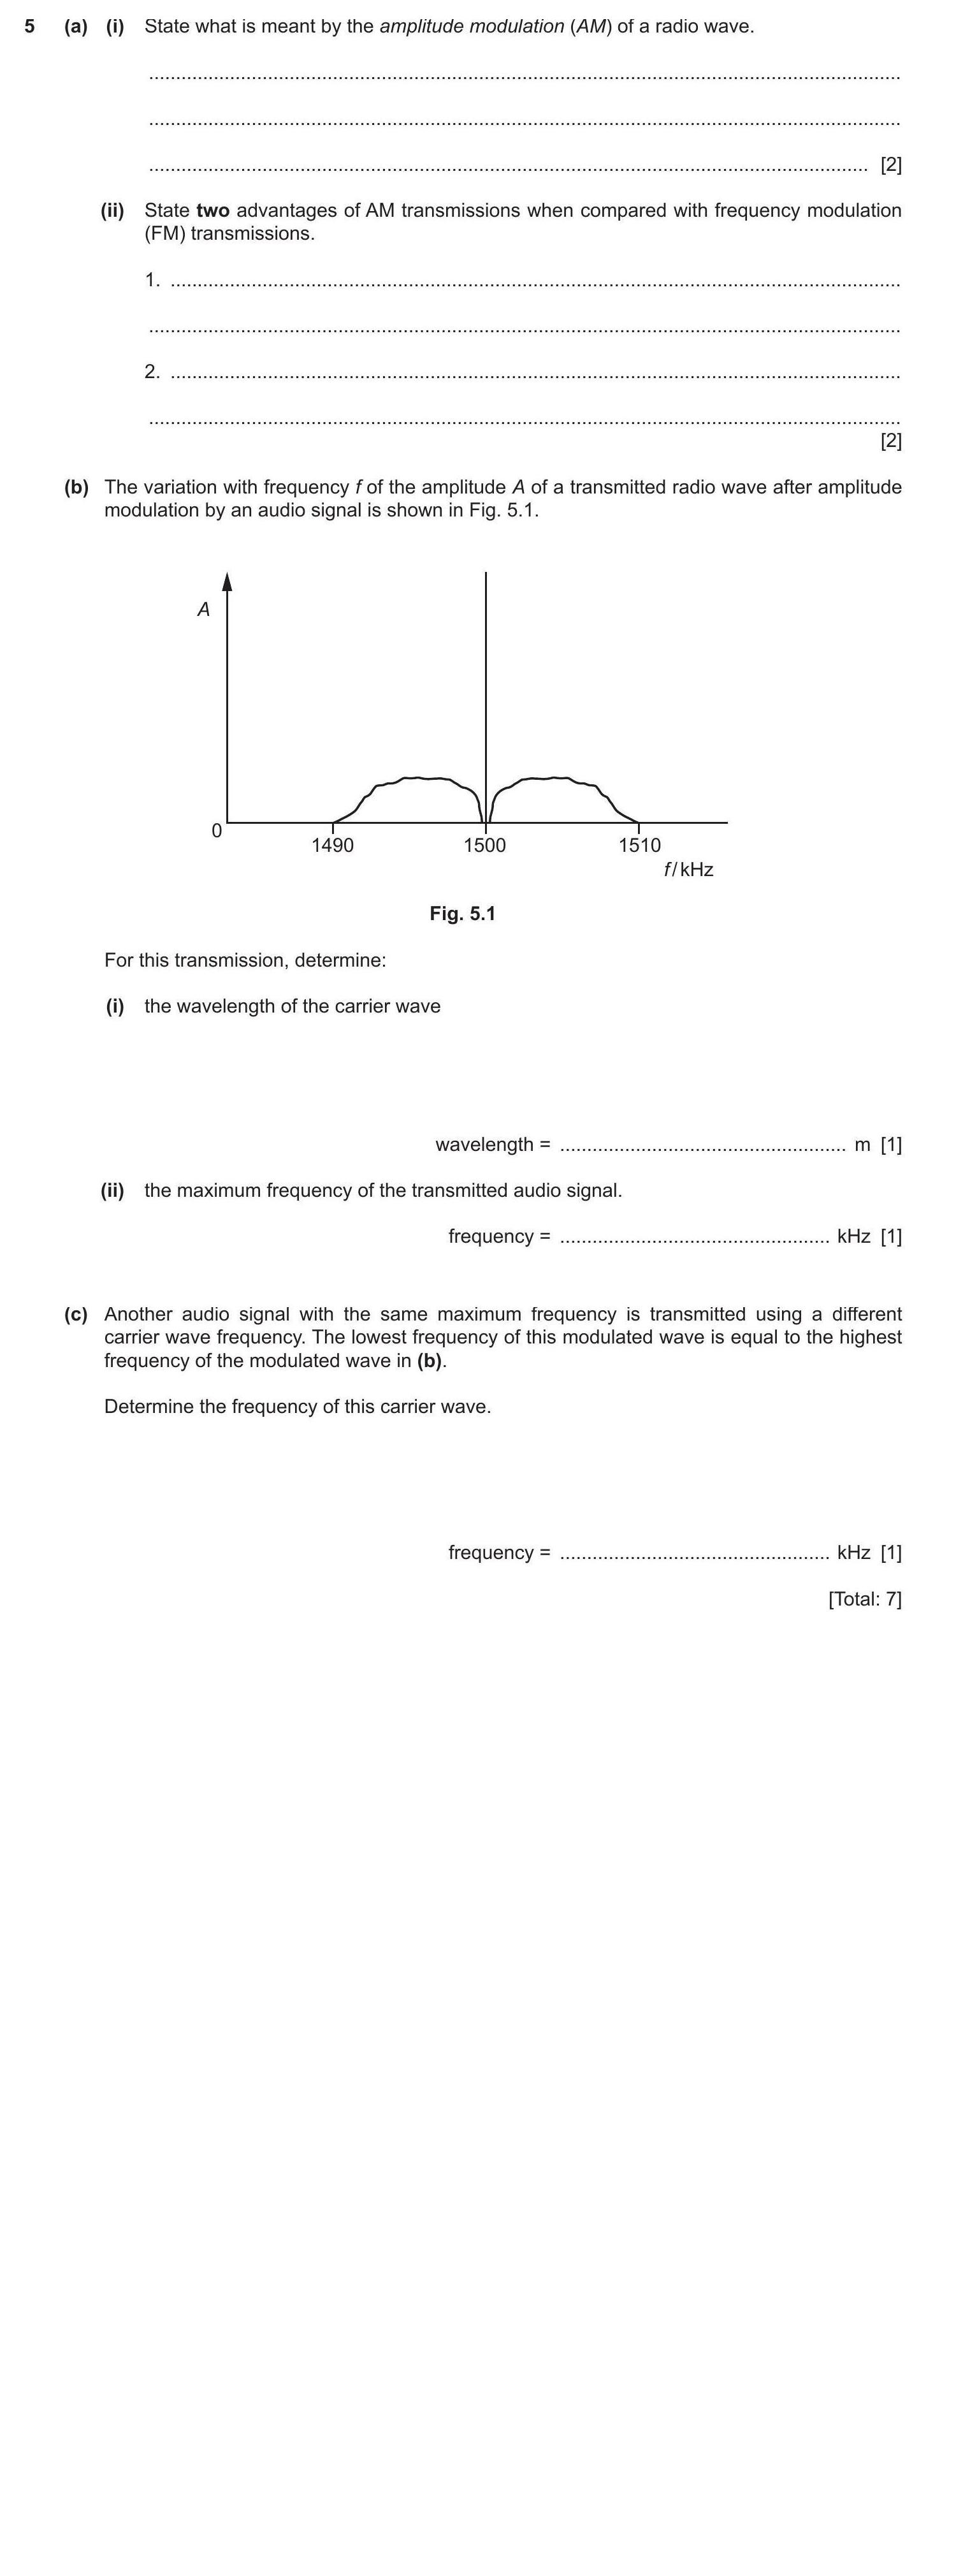 5 (a) (i) State what is meant by the amplitude modulation (AM) of a radio wave.
..........................................................................................................................................
..........................................................................................................................................
.................................................................................................................................... [2]
(ii) State two advantages of AM transmissions when compared with frequency modulation
(FM) transmissions.
1. ......................................................................................................................................
..........................................................................................................................................
2. ......................................................................................................................................
..........................................................................................................................................
[2]
(b) The variation with frequency f of the amplitude A of a transmitted radio wave after amplitude
modulation by an audio signal is shown in Fig. 5.1.
A
0
1490 1500 1510
f/kHz
Fig. 5.1
For this transmission, determine:
(i) the wavelength of the carrier wave
wavelength = ..................................................... m [1]
(ii) the maximum frequency of the transmitted audio signal.
frequency = .................................................. kHz [1]
(c) Another audio signal with the same maximum frequency is transmitted using a different
carrier wave frequency. The lowest frequency of this modulated wave is equal to the highest
frequency of the modulated wave in (b).
Determine the frequency of this carrier wave.
frequency = .................................................. kHz [1]
[Total: 7]